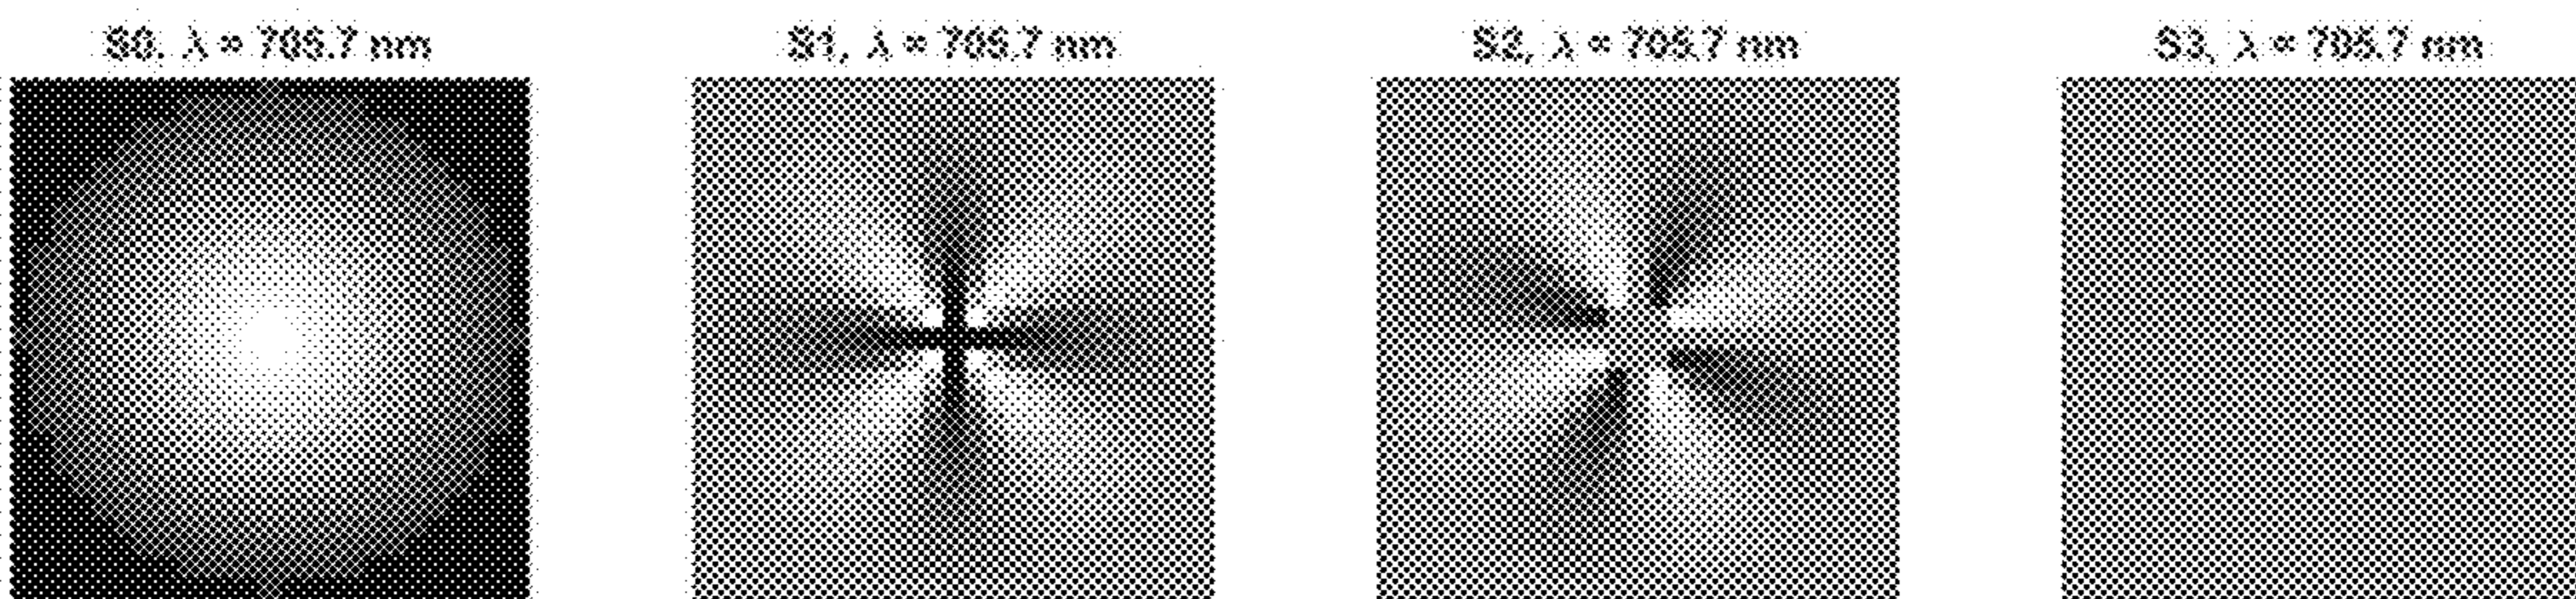 S0, λ = 705.7 nm
S1, λ = 705.7 nm
S2, λ = 705.7 nm
S3, λ = 705.7 nm